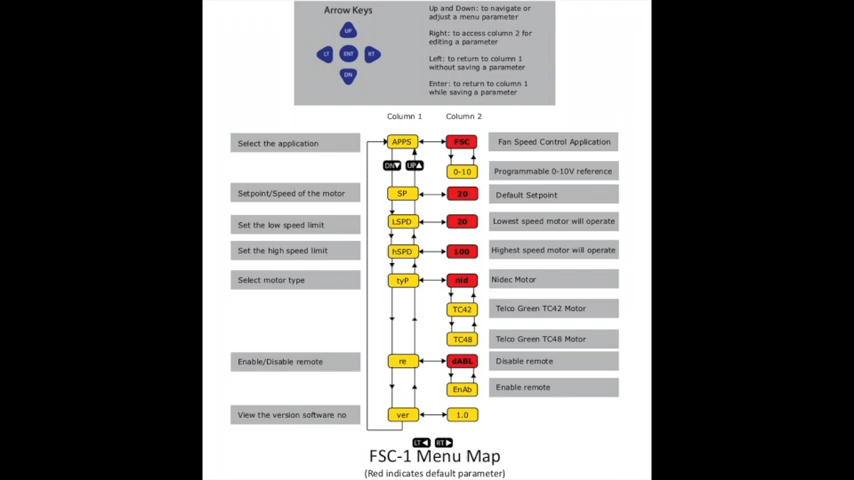 Arrow Keys
UP
LT ENT RT
DN
Up and Down: to navigate or
adjust a menu parameter
Right: to access column 2 for
editing a parameter
Left: to return to column 1
without saving a parameter
Enter: to return to column 1
while saving a parameter
Column 1 Column 2
Select the application APPS FSC Fan Speed Control Application
DN▼ UP▲
0-10 Programmable 0-10V reference
Setpoint/Speed of the motor SP 20 Default Setpoint
Set the low speed limit LSPD 20 Lowest speed motor will operate
Set the high speed limit hSPD 100 Highest speed motor will operate
Select motor type tyP nid Nidec Motor
TC42 Telco Green TC42 Motor
TC48 Telco Green TC48 Motor
Enable/Disable remote re dABL Disable remote
EnAb Enable remote
View the version software no ver 1.0
LT◀ RT▶
FSC-1 Menu Map
(Red indicates default parameter)